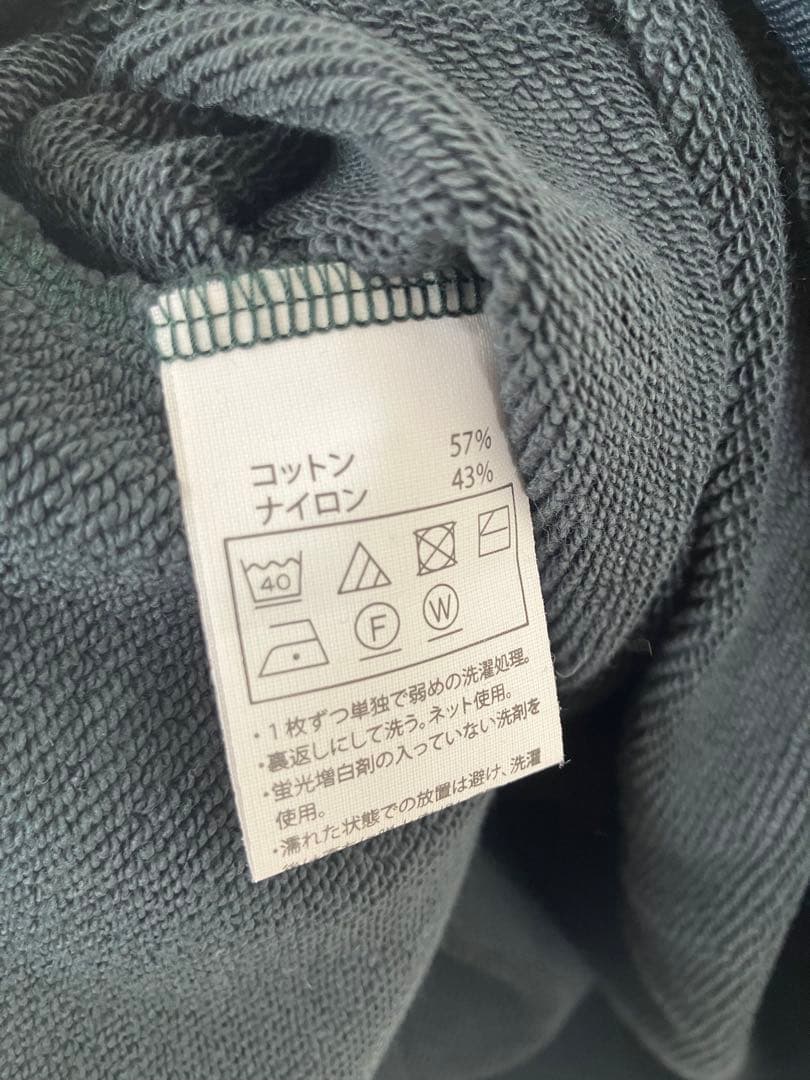 コットン 57%
ナイロン 43%
40
F W
・1枚ずつ単独で弱めの洗濯処理。
・裏返しにして洗う。ネット使用。
・蛍光増白剤の入っていない洗剤を
使用。
・濡れた状態での放置は避け、洗濯